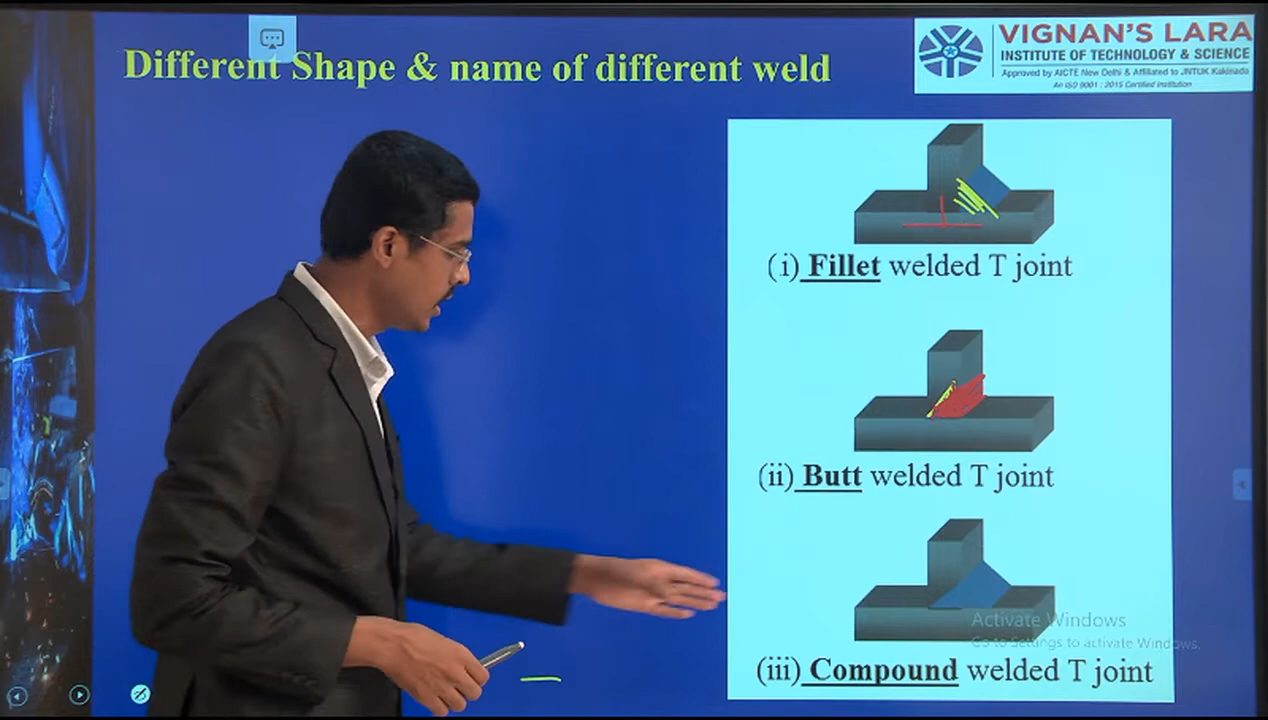 Different Shape & name of different weld
VIGNAN'S LARA
INSTITUTE OF TECHNOLOGY & SCIENCE
Approved by AICTE New Delhi & Affiliated to JNTUK Kakinada
An ISO 9001 : 2015 Certified Institution
(i) Fillet welded T joint
(ii) Butt welded T joint
Activate Windows
Go to Settings to activate Windows.
(iii) Compound welded T joint